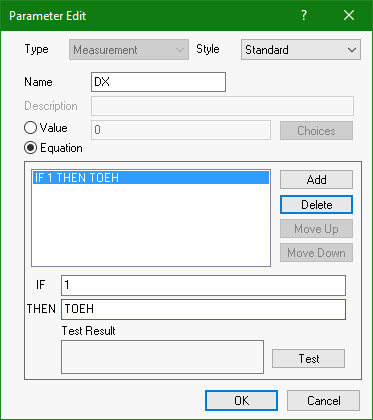 Parameter Edit
Type Measurement Style Standard
Name DX
Description
Value 0 Choices
Equation
IF 1 THEN TOEH
Add
Delete
Move Up
Move Down
IF 1
THEN TOEH
Test Result
Test
OK Cancel